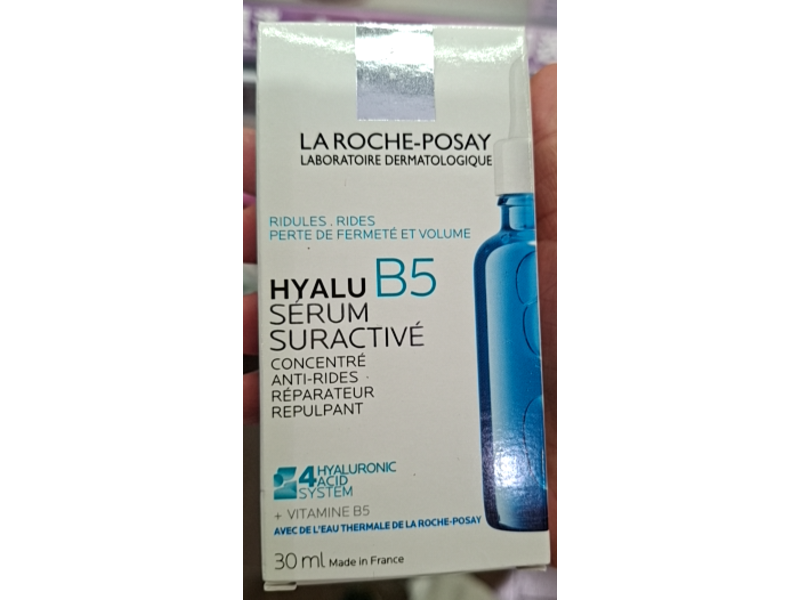 LA ROCHE-POSAY
LABORATOIRE DERMATOLOGIQUE
RIDULES . RIDES
PERTE DE FERMETÉ ET VOLUME
HYALU B5
SÉRUM
SURACTIVÉ
CONCENTRÉ
ANTI-RIDES
RÉPARATEUR
REPULPANT
4 HYALURONIC
ACID
SYSTEM
+ VITAMINE B5
AVEC DE L'EAU THERMALE DE LA ROCHE-POSAY
30 ml Made in France